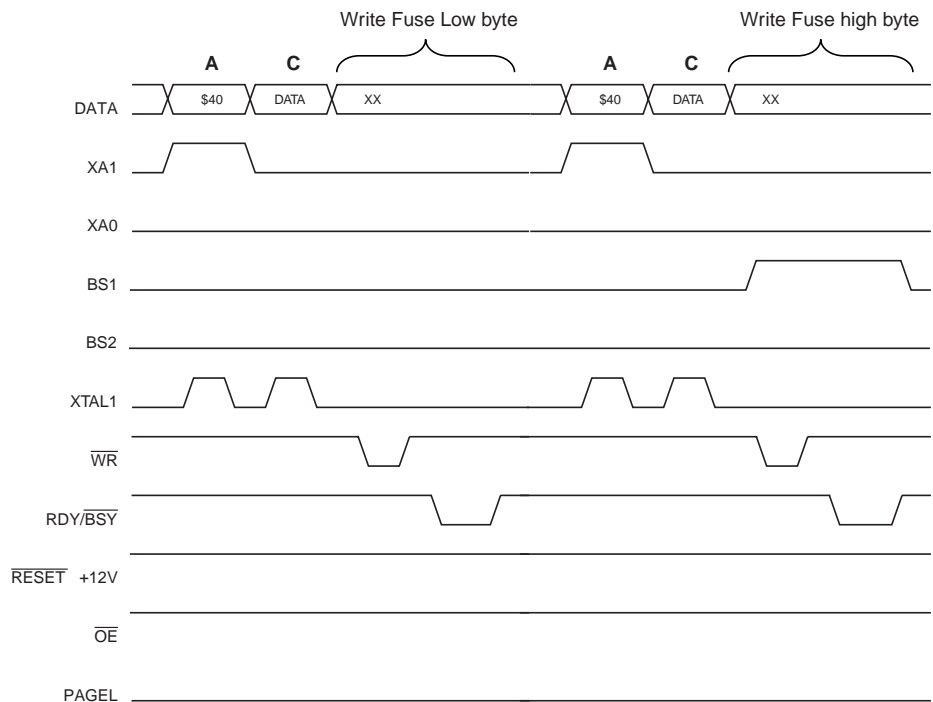 Write Fuse Low byte Write Fuse high byte
A C A C
DATA $40 DATA XX $40 DATA XX
XA1
XA0
BS1
BS2
XTAL1
WR
RDY/BSY
RESET +12V
OE
PAGEL